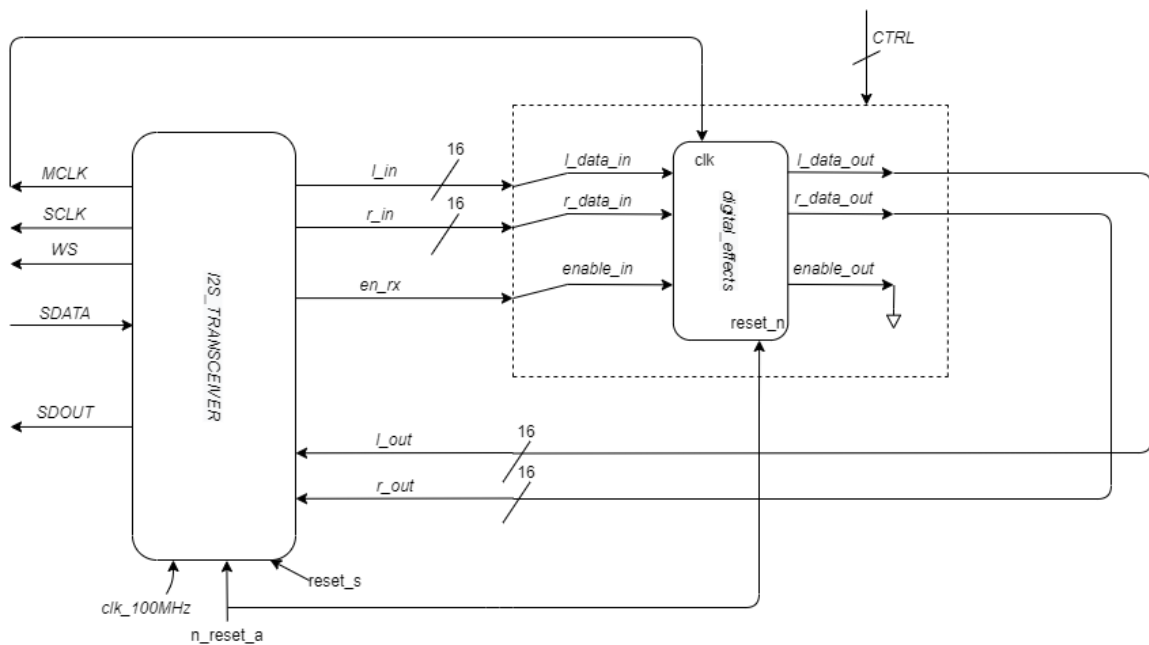 CTRL
16
MCLK
l_in
l_data_in
clk
l_data_out
16
SCLK
r_in
r_data_in
r_data_out
WS
digital_effects
I2S_TRANSCEIVER
en_rx
enable_in
enable_out
SDATA
reset_n
SDOUT
l_out
16
r_out
16
reset_s
clk_100MHz
n_reset_a